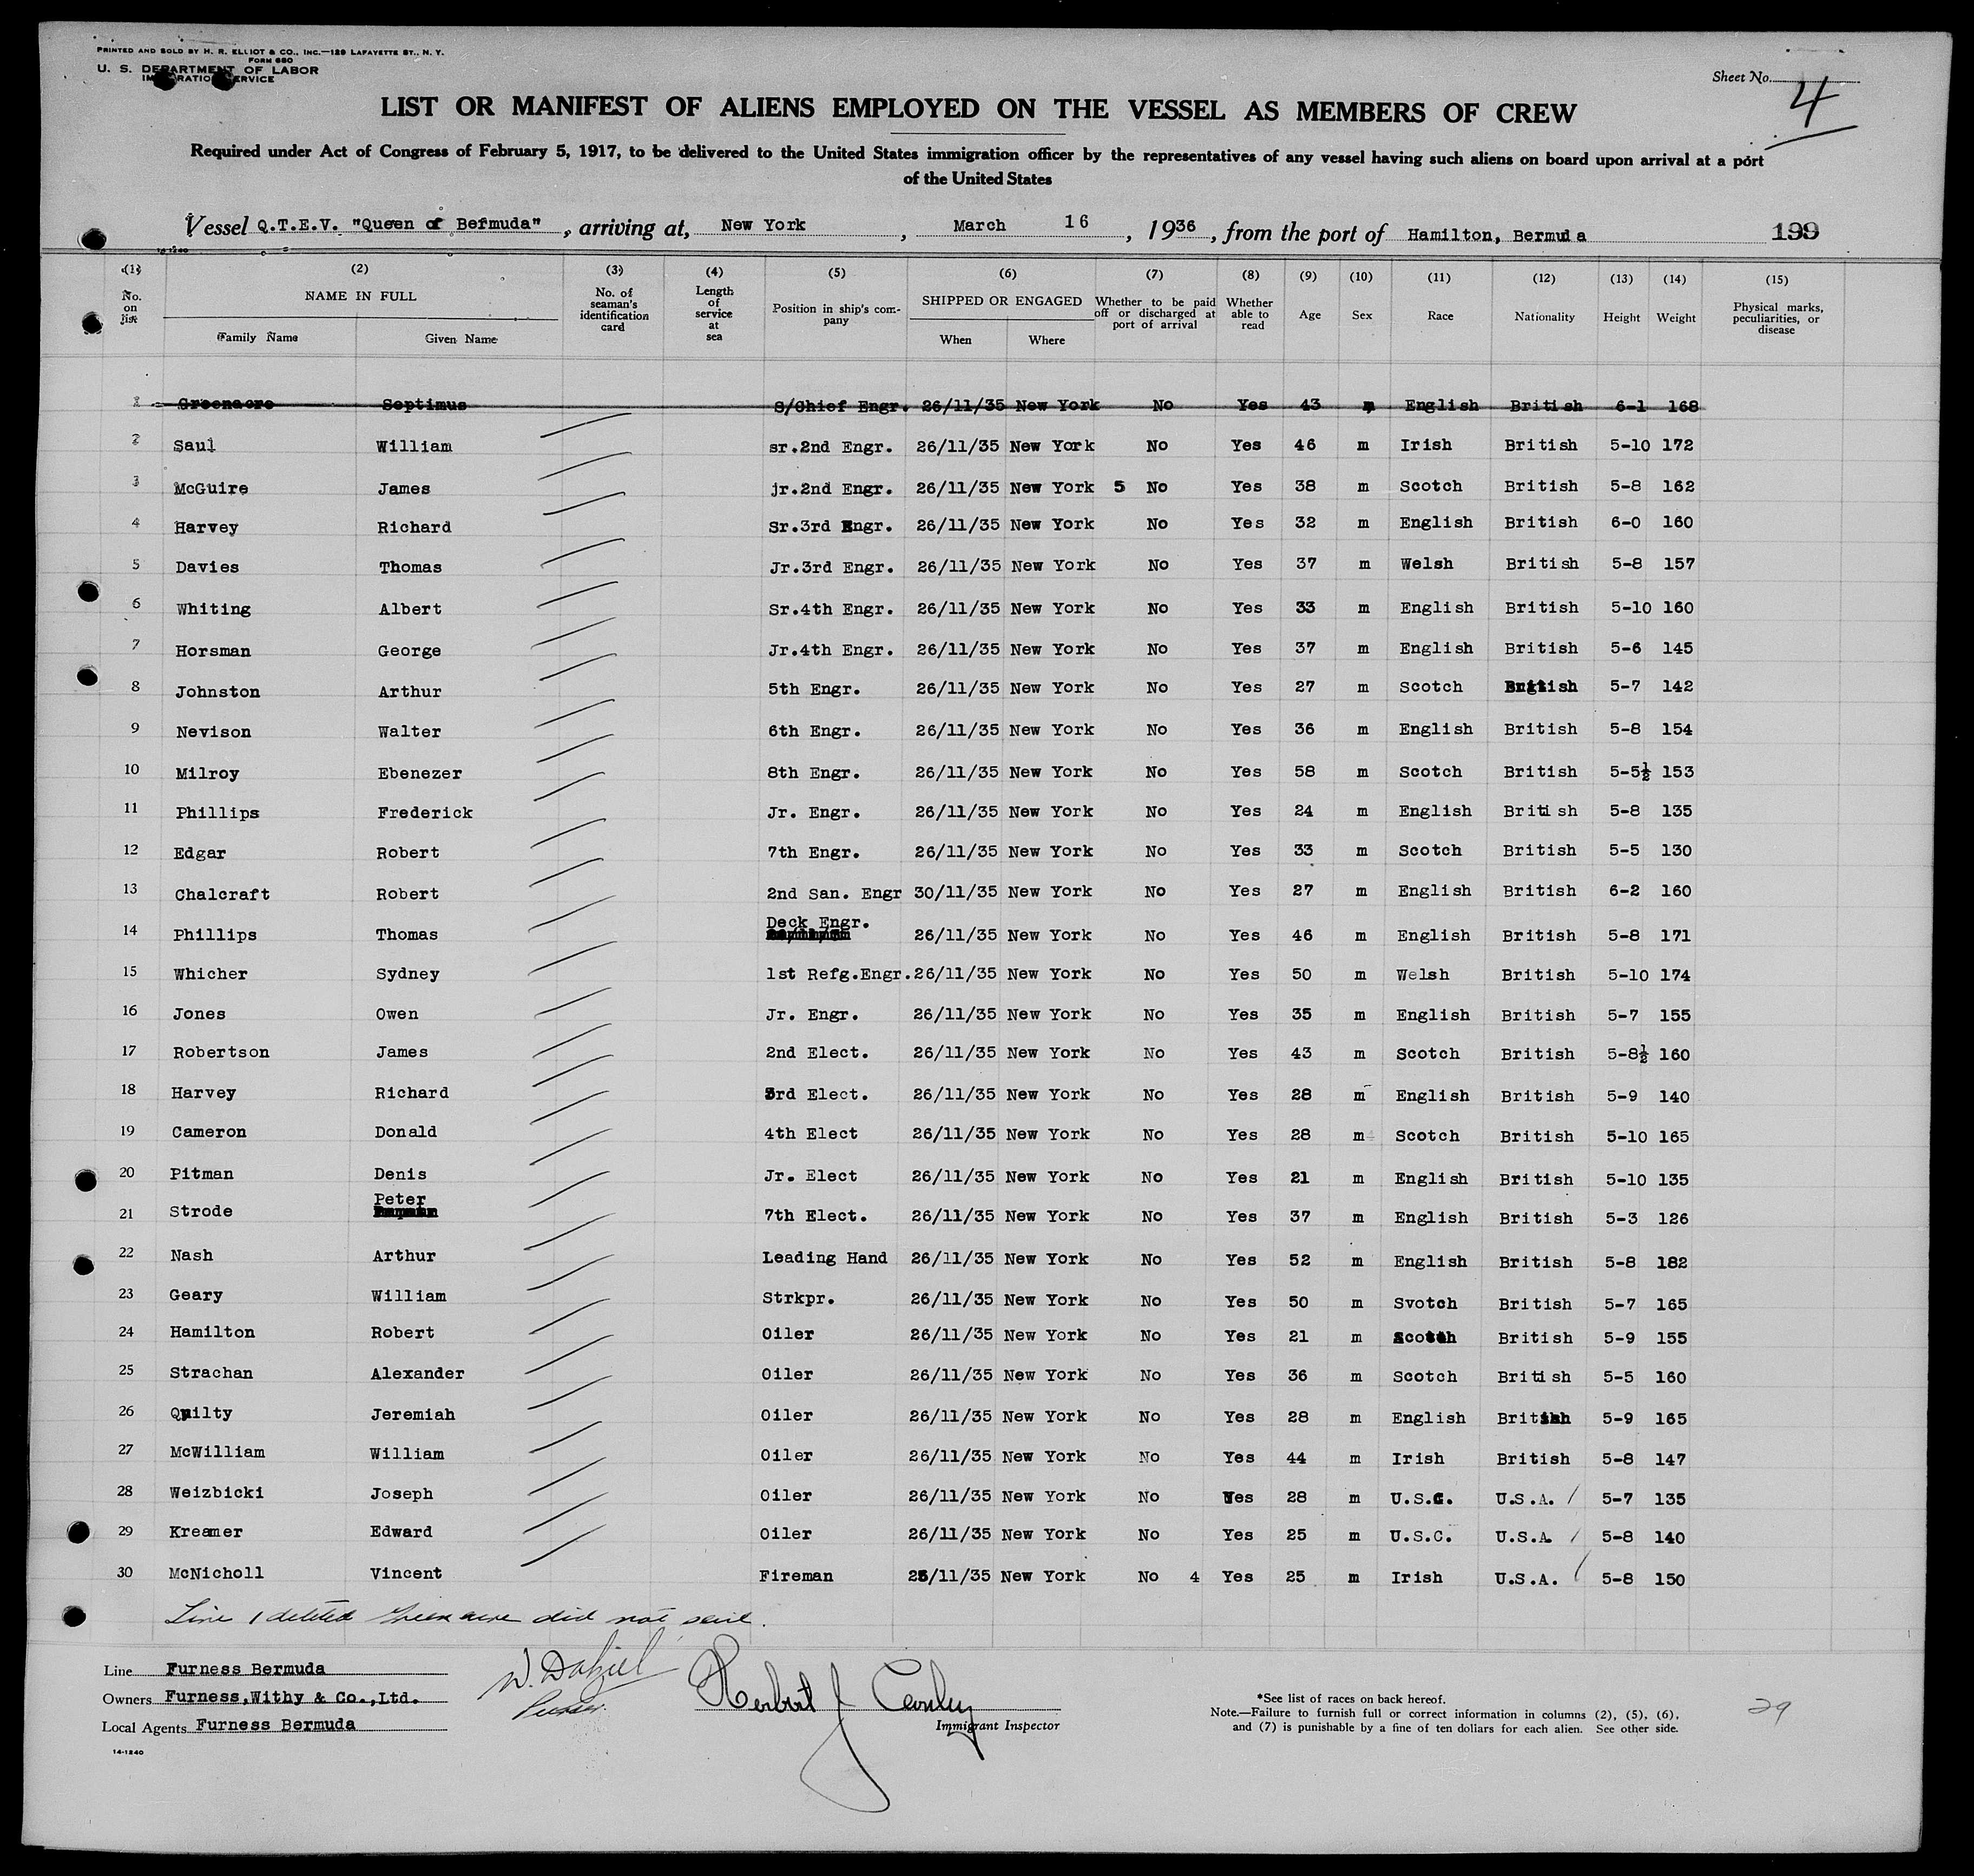 PRINTED AND SOLD BY H. R. ELLIOT & CO., INC.—129 LAFAYETTE ST., N. Y.
FORM 680
U. S. DEPARTMENT OF LABOR
IMMIGRATION SERVICE
Sheet No. 4
LIST OR MANIFEST OF ALIENS EMPLOYED ON THE VESSEL AS MEMBERS OF CREW
Required under Act of Congress of February 5, 1917, to be delivered to the United States immigration officer by the representatives of any vessel having such aliens on board upon arrival at a port
of the United States
Vessel Q.T.E.V. "Queen of Bermuda", arriving at, New York, March 16, 1936, from the port of Hamilton, Bermuda 199
(1) (2) (3) (4) (5) (6) (7) (8) (9) (10) (11) (12) (13) (14) (15)
No. on list NAME IN FULL Family Name Given Name No. of seaman's identification card Length of service at sea Position in ship's company SHIPPED OR ENGAGED When Where Whether to be paid off or discharged at port of arrival Whether able to read Age Sex Race Nationality Height Weight Physical marks, peculiarities, or disease
1 Greenacre Septimus S/Chief Engr. 26/11/35 New York No Yes 43 m English British 6-1 168
2 Saul William sr.2nd Engr. 26/11/35 New York No Yes 46 m Irish British 5-10 172
3 McGuire James jr.2nd Engr. 26/11/35 New York 5 No Yes 38 m Scotch British 5-8 162
4 Harvey Richard Sr.3rd Engr. 26/11/35 New York No Yes 32 m English British 6-0 160
5 Davies Thomas Jr.3rd Engr. 26/11/35 New York No Yes 37 m Welsh British 5-8 157
6 Whiting Albert Sr.4th Engr. 26/11/35 New York No Yes 33 m English British 5-10 160
7 Horsman George Jr.4th Engr. 26/11/35 New York No Yes 37 m English British 5-6 145
8 Johnston Arthur 5th Engr. 26/11/35 New York No Yes 27 m Scotch British 5-7 142
9 Nevison Walter 6th Engr. 26/11/35 New York No Yes 36 m English British 5-8 154
10 Milroy Ebenezer 8th Engr. 26/11/35 New York No Yes 58 m Scotch British 5-5½ 153
11 Phillips Frederick Jr. Engr. 26/11/35 New York No Yes 24 m English British 5-8 135
12 Edgar Robert 7th Engr. 26/11/35 New York No Yes 33 m Scotch British 5-5 130
13 Chalcraft Robert 2nd San. Engr 30/11/35 New York No Yes 27 m English British 6-2 160
14 Phillips Thomas Deck Engr. 26/11/35 New York No Yes 46 m English British 5-8 171
15 Whicher Sydney 1st Refg.Engr. 26/11/35 New York No Yes 50 m Welsh British 5-10 174
16 Jones Owen Jr. Engr. 26/11/35 New York No Yes 35 m English British 5-7 155
17 Robertson James 2nd Elect. 26/11/35 New York No Yes 43 m Scotch British 5-8½ 160
18 Harvey Richard 3rd Elect. 26/11/35 New York No Yes 28 m English British 5-9 140
19 Cameron Donald 4th Elect 26/11/35 New York No Yes 28 m Scotch British 5-10 165
20 Pitman Denis Jr. Elect 26/11/35 New York No Yes 21 m English British 5-10 135
21 Strode Peter 7th Elect. 26/11/35 New York No Yes 37 m English British 5-3 126
22 Nash Arthur Leading Hand 26/11/35 New York No Yes 52 m English British 5-8 182
23 Geary William Strkpr. 26/11/35 New York No Yes 50 m Svotch British 5-7 165
24 Hamilton Robert Oiler 26/11/35 New York No Yes 21 m Scotch British 5-9 155
25 Strachan Alexander Oiler 26/11/35 New York No Yes 36 m Scotch British 5-5 160
26 Quilty Jeremiah Oiler 26/11/35 New York No Yes 28 m English British 5-9 165
27 McWilliam William Oiler 26/11/35 New York No Yes 44 m Irish British 5-8 147
28 Weizbicki Joseph Oiler 26/11/35 New York No Yes 28 m U.S.C. U.S.A. 5-7 135
29 Kreamer Edward Oiler 26/11/35 New York No Yes 25 m U.S.C. U.S.A 5-8 140
30 McNicholl Vincent Fireman /11/35 New York No 4 Yes 25 m Irish U.S.A. 5-8 150
Line 1 deleted Greenacre did not sail.
Line Furness Bermuda
Owners Furness,Withy & Co.,Ltd.
Local Agents Furness Bermuda
14-1240
Purser.
Herbert J
Immigrant Inspector
*See list of races on back hereof.
Note.—Failure to furnish full or correct information in columns (2), (5), (6),
and (7) is punishable by a fine of ten dollars for each alien. See other side.
29